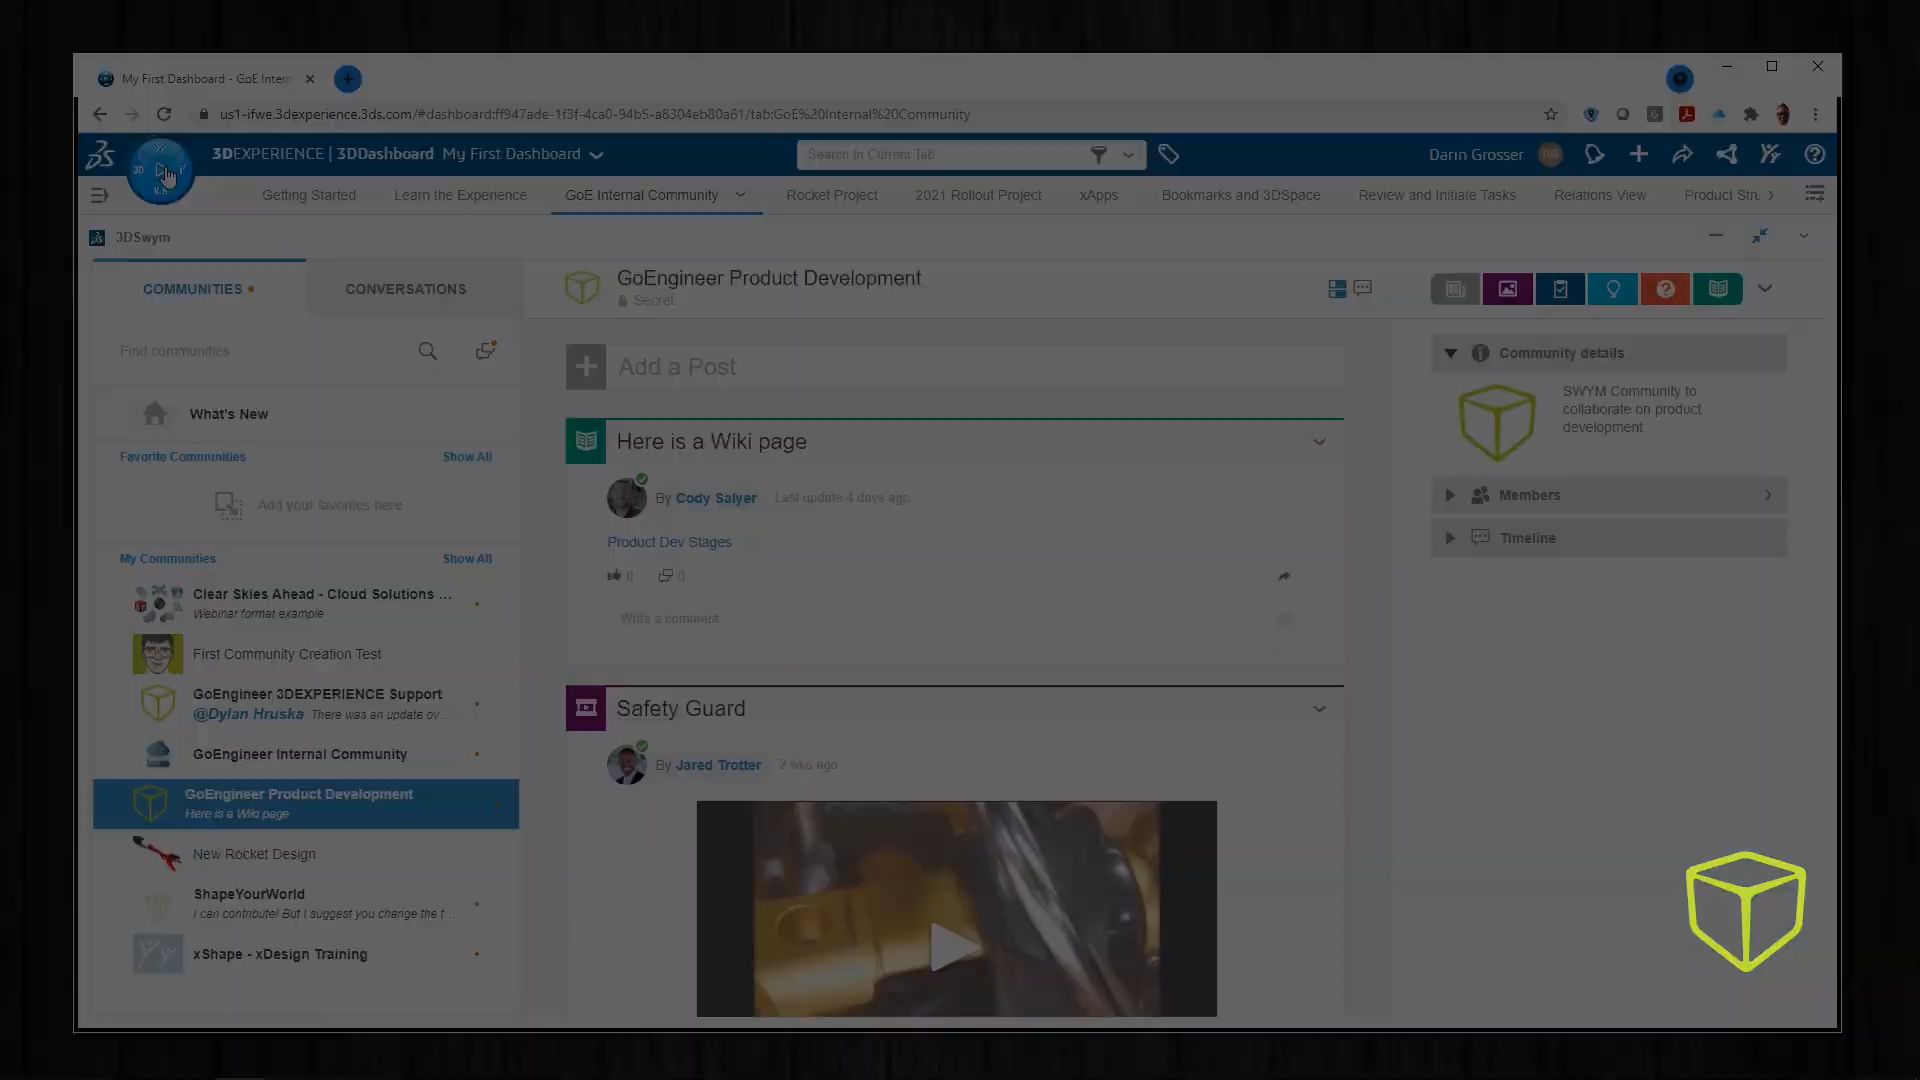 My First Dashboard - GoE Intern
us1-ifwe.3dexperience.3ds.com/#dashboard:ff947ade-1f3f-4ca0-94b5-a8304eb80a61/tab:GoE%20Internal%20Community
3DEXPERIENCE | 3DDashboard My First Dashboard
Search In Current Tab
Darin Grosser
3D
V.R
Getting Started
Learn the Experience
GoE Internal Community
Rocket Project
2021 Rollout Project
xApps
Bookmarks and 3DSpace
Review and Initiate Tasks
Relations View
Product Stru
3DSwym
COMMUNITIES
CONVERSATIONS
Find communities
What's New
Favorite Communities
Show All
Add your favorites here
My Communities
Show All
Clear Skies Ahead - Cloud Solutions ...
Webinar format example
First Community Creation Test
GoEngineer 3DEXPERIENCE Support
@Dylan Hruska There was an update ov...
GoEngineer Internal Community
GoEngineer Product Development
Here is a Wiki page
New Rocket Design
ShapeYourWorld
I can contribute! But I suggest you change the t...
xShape - xDesign Training
GoEngineer Product Development
Secret
Add a Post
Here is a Wiki page
By Cody Salyer Last update 4 days ago
Product Dev Stages
0 0
Write a comment
Safety Guard
By Jared Trotter 2 wks ago
Community details
SWYM Community to
collaborate on product
development
Members
Timeline